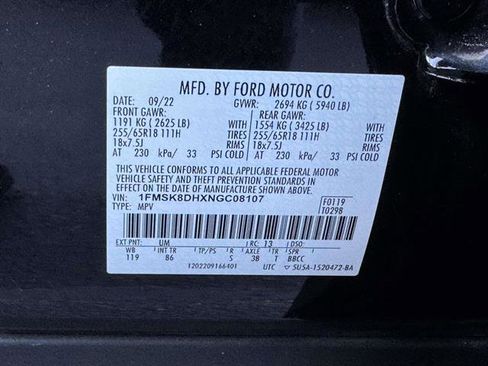 MFD. BY FORD MOTOR CO.
DATE: 09/22 GVWR: 2694 KG ( 5940 LB)
FRONT GAWR: REAR GAWR:
1191 KG ( 2625 LB) 1554 KG ( 3425 LB)
255/65R18 111H TIRES 255/65R18 111H TIRES
18x7.5J RIMS 18x7.5J RIMS
AT 230 kPa/ 33 PSI COLD AT 230 kPa/ 33 PSI COLD
THIS VEHICLE CONFORMS TO ALL APPLICABLE FEDERAL MOTOR
VEHICLE SAFETY AND THEFT PREVENTION STANDARDS IN
EFFECT ON THE DATE OF MANUFACTURE SHOWN ABOVE.
VIN: 1FMSK8DHXNGC08107 F0119
TYPE: MPV T0298
EXT PNT: UM RC: 13 DSO:
WB INT TR TP/PS R AXLE TR SPR
119 86 S 3B T BBCC
1202209166401 UTC SU5A-1520472-BA